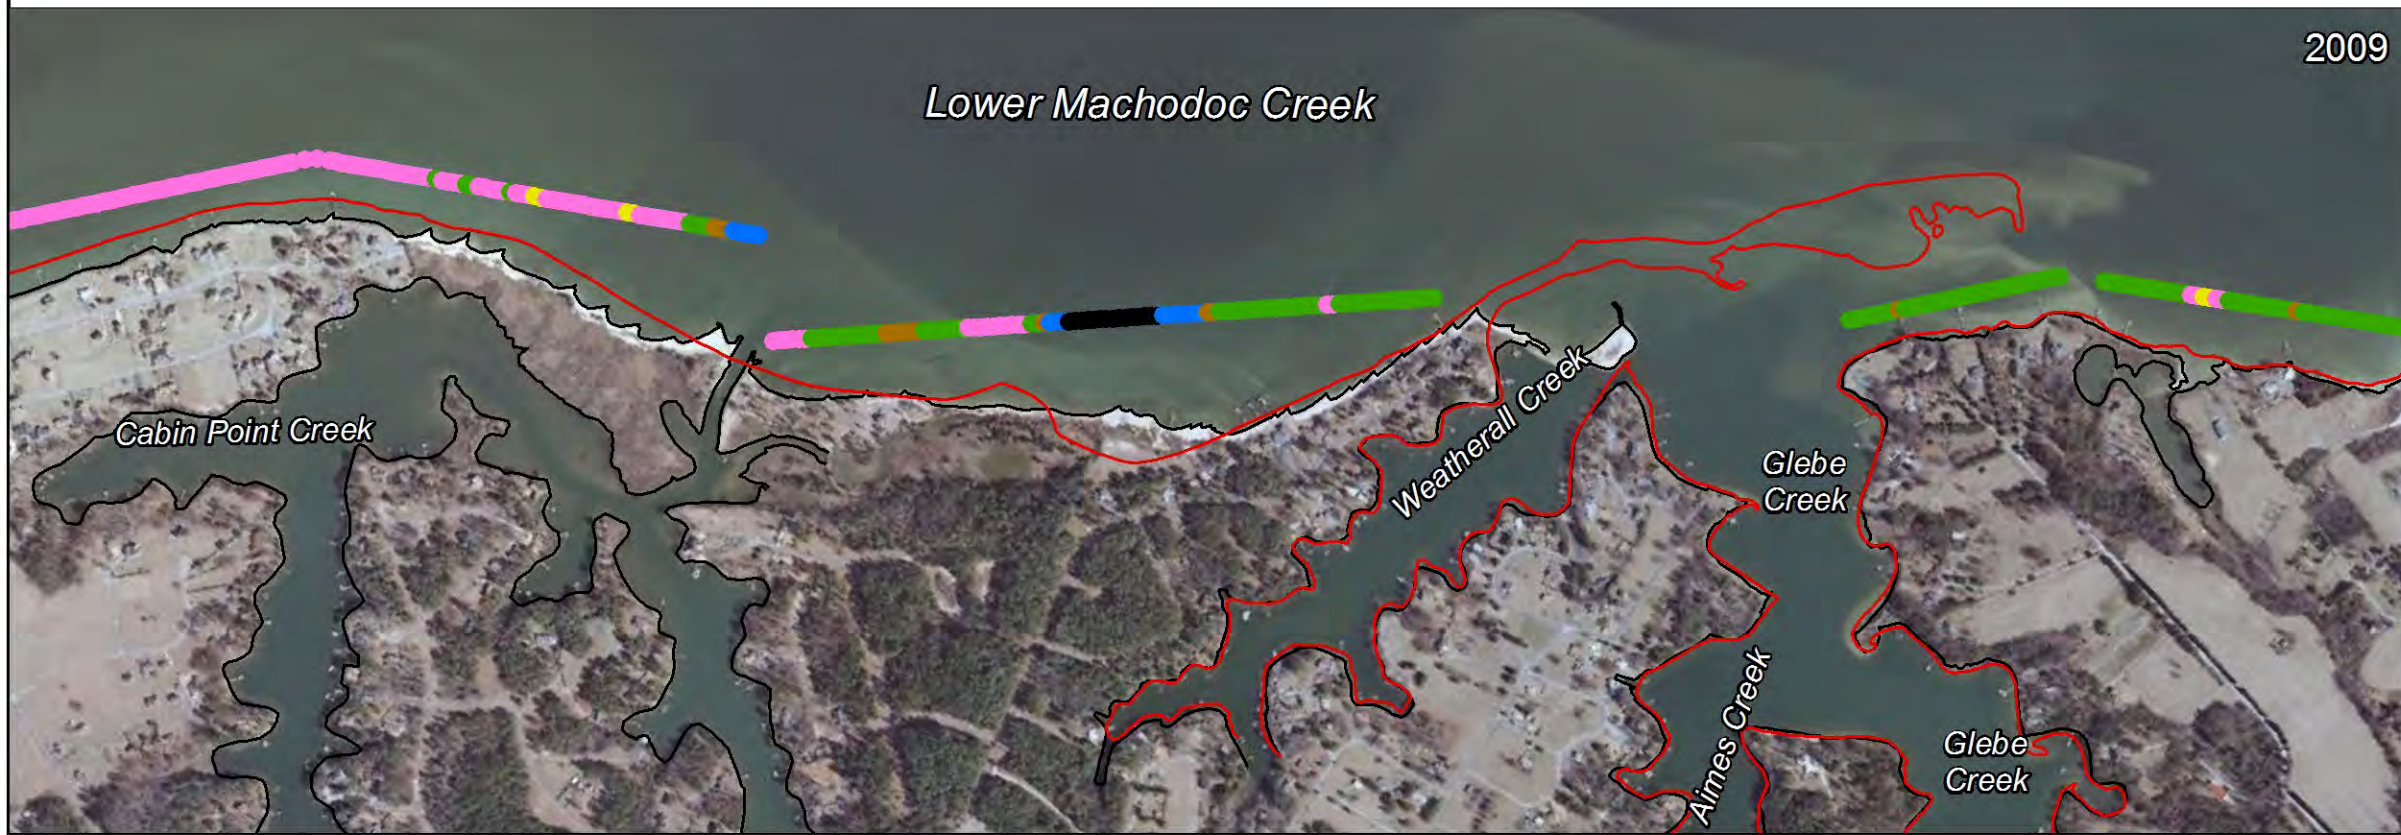 2009
Lower Machodoc Creek
Cabin Point Creek
Weatherall Creek
Glebe
Creek
Aimes Creek
Glebe
Creek